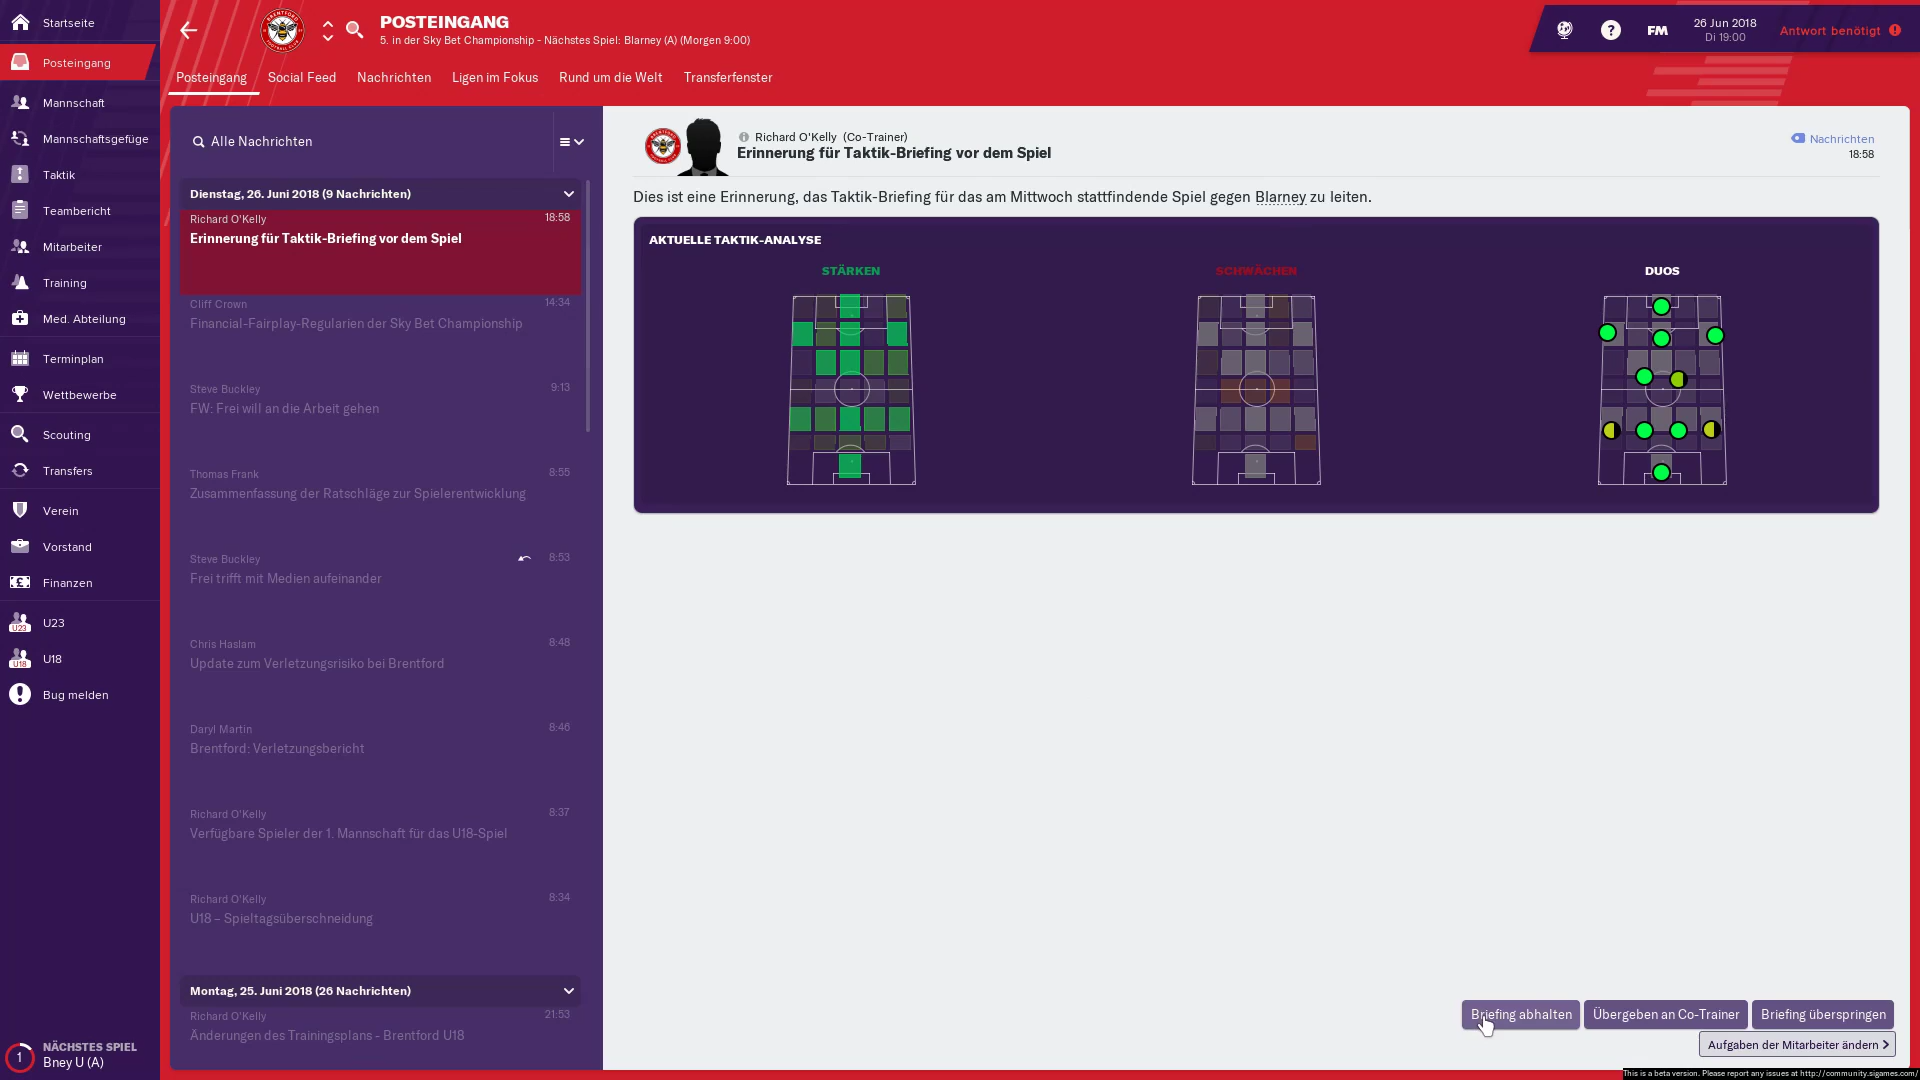 Startseite
Posteingang
Mannschaft
Mannschaftsgefüge
Taktik
Teambericht
Mitarbeiter
Training
Med. Abteilung
Terminplan
Wettbewerbe
Scouting
Transfers
Verein
Vorstand
Finanzen
U23
U23
U18
U18
Bug melden
1
NÄCHSTES SPIEL
Bney U (A)
POSTEINGANG
5. in der Sky Bet Championship - Nächstes Spiel: Blarney (A) (Morgen 9:00)
FM
26 Jun 2018
Di 19:00
Antwort benötigt
Posteingang
Social Feed
Nachrichten
Ligen im Fokus
Rund um die Welt
Transferfenster
Alle Nachrichten
Dienstag, 26. Juni 2018 (9 Nachrichten)
Richard O'Kelly 18:58
Erinnerung für Taktik-Briefing vor dem Spiel
Cliff Crown 14:34
Financial-Fairplay-Regularien der Sky Bet Championship
Steve Buckley 9:13
FW: Frei will an die Arbeit gehen
Thomas Frank 8:55
Zusammenfassung der Ratschläge zur Spielerentwicklung
Steve Buckley 8:53
Frei trifft mit Medien aufeinander
Chris Haslam 8:48
Update zum Verletzungsrisiko bei Brentford
Daryl Martin 8:46
Brentford: Verletzungsbericht
Richard O'Kelly 8:37
Verfügbare Spieler der 1. Mannschaft für das U18-Spiel
Richard O'Kelly 8:34
U18 – Spieltagsüberschneidung
Montag, 25. Juni 2018 (26 Nachrichten)
Richard O'Kelly 21:53
Änderungen des Trainingsplans - Brentford U18
Richard O'Kelly (Co-Trainer)
Erinnerung für Taktik-Briefing vor dem Spiel
Nachrichten
18:58
Dies ist eine Erinnerung, das Taktik-Briefing für das am Mittwoch stattfindende Spiel gegen Blarney zu leiten.
AKTUELLE TAKTIK-ANALYSE
STÄRKEN
SCHWÄCHEN
DUOS
Briefing abhalten
Übergeben an Co-Trainer
Briefing überspringen
Aufgaben der Mitarbeiter ändern
This is a beta version. Please report any issues at http://community.sigames.com/